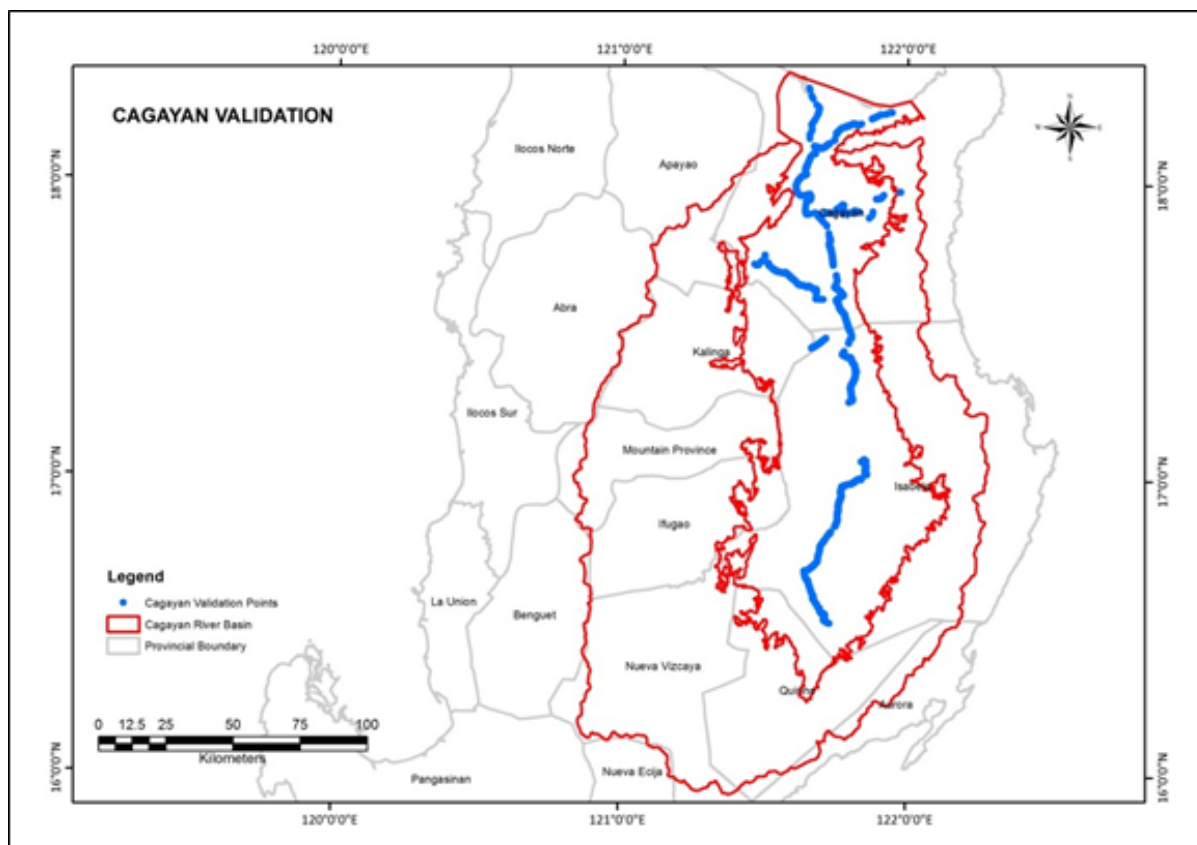 120°0'0"E
121°0'0"E
122°0'0"E
CAGAYAN VALIDATION
N
W
E
S
Ilocos Norte
Apayao
18°0'0"N
18°0'0"N
Cagayan
Abra
Kalinga
Ilocos Sur
Mountain Province
17°0'0"N
17°0'0"N
Isabela
Ifugao
Legend
Cagayan Validation Points
Cagayan River Basin
Provincial Boundary
La Union
Benguet
Nueva Vizcaya
Quirino
Aurora
0 12.5 25 50 75 100
Kilometers
16°0'0"N
16°0'0"N
Pangasinan
Nueva Ecija
120°0'0"E
121°0'0"E
122°0'0"E